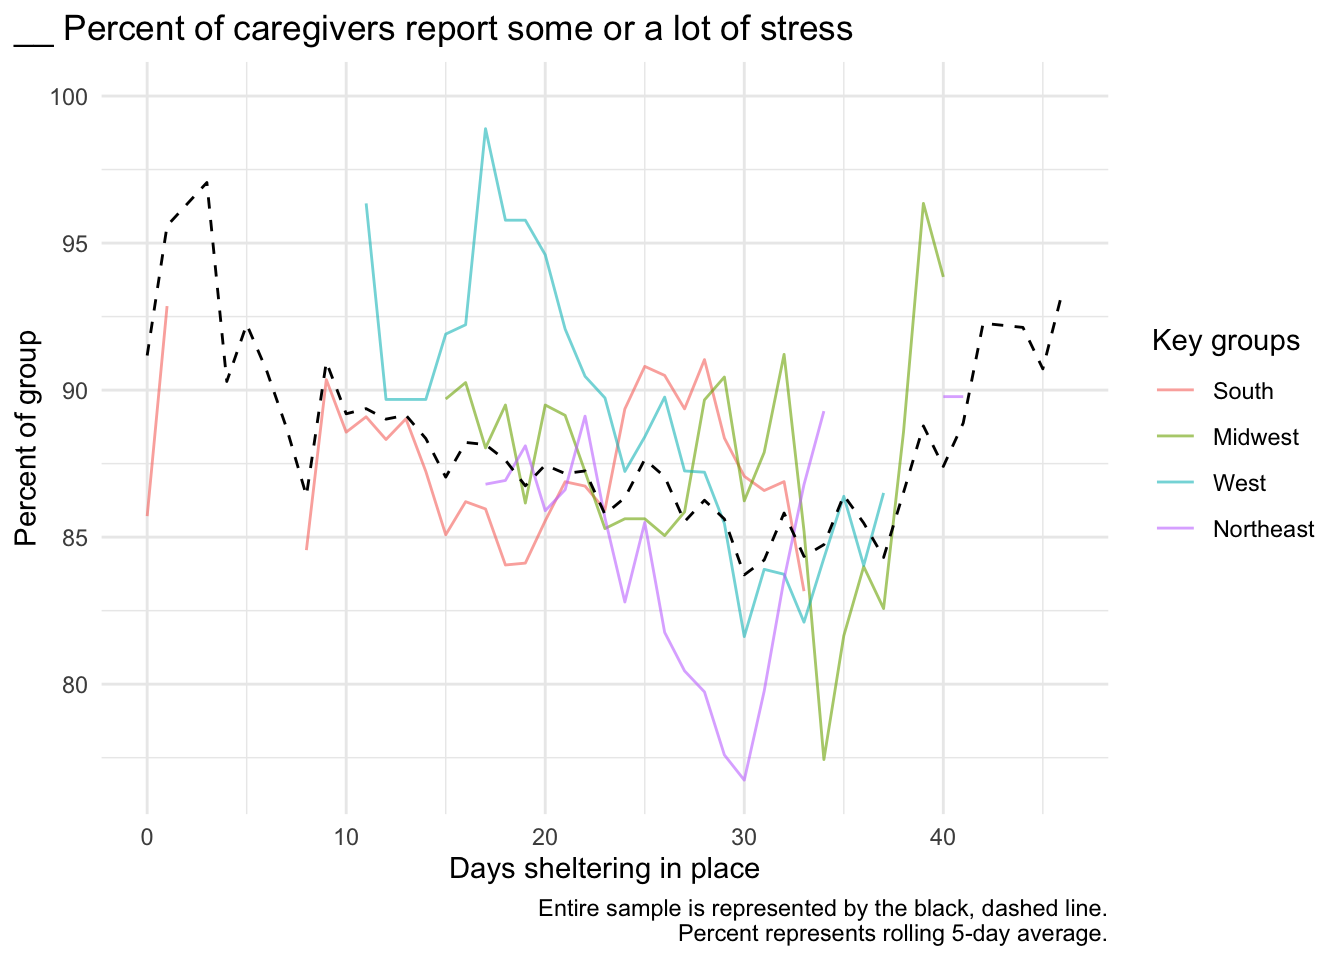 __ Percent of caregivers report some or a lot of stress
100
95
90
85
80
Percent of group
0 10 20 30 40
Days sheltering in place
Key groups
South
Midwest
West
Northeast
Entire sample is represented by the black, dashed line.
Percent represents rolling 5-day average.